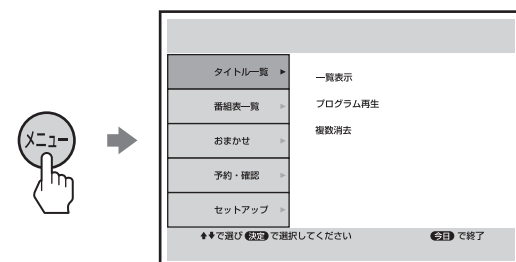 メニュー
タイトル一覧
番組表一覧
おまかせ
予約・確認
セットアップ
一覧表示
プログラム再生
複数消去
で選び 決定 で選択してください
今日 で終了